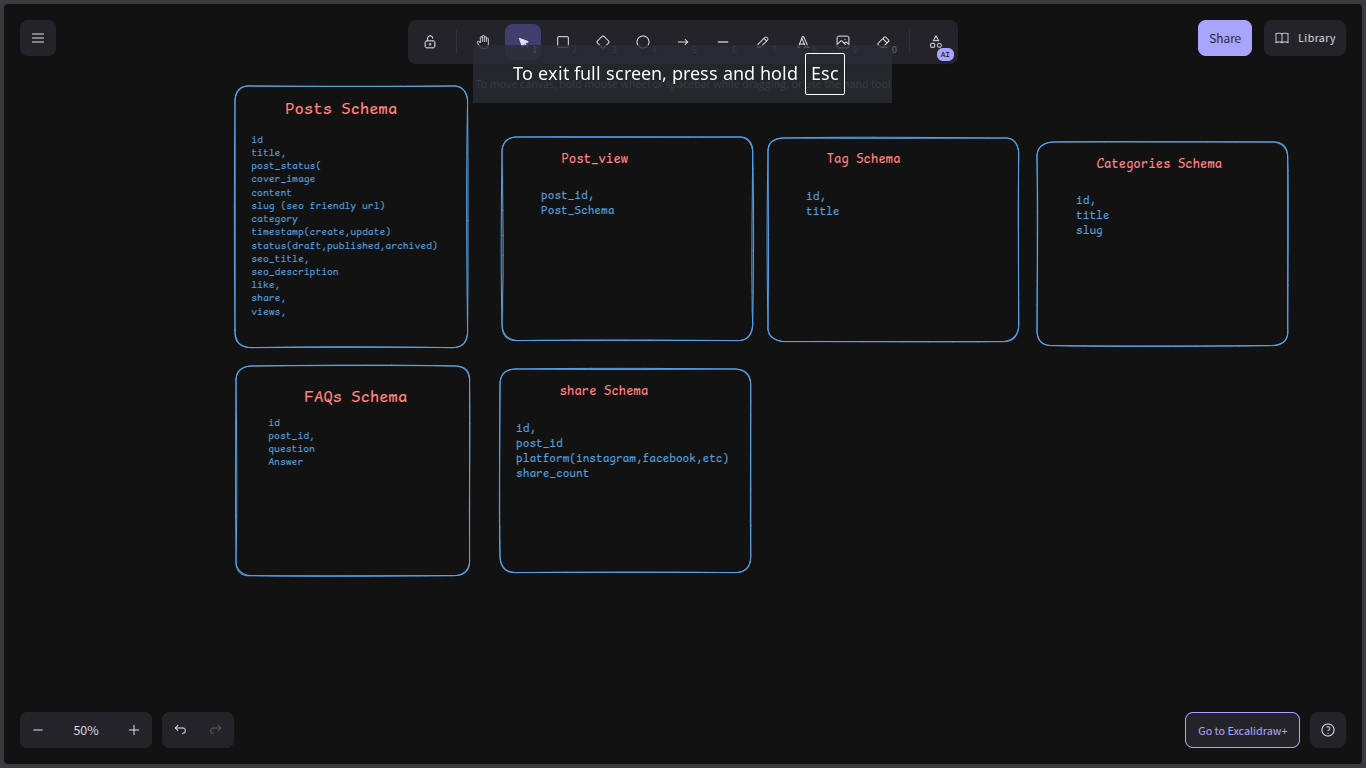 Share
Library
To exit full screen, press and hold Esc
To move canvas, hold mouse wheel or spacebar while dragging, or use the hand tool
AI
Posts Schema
id
title,
post_status(
cover_image
content
slug (seo friendly url)
category
timestamp(create,update)
status(draft,published,archived)
seo_title,
seo_description
like,
share,
views,
Post_view
post_id,
Post_Schema
Tag Schema
id,
title
Categories Schema
id,
title
slug
FAQs Schema
id
post_id,
question
Answer
share Schema
id,
post_id
platform(instagram,facebook,etc)
share_count
50%
Go to Excalidraw+